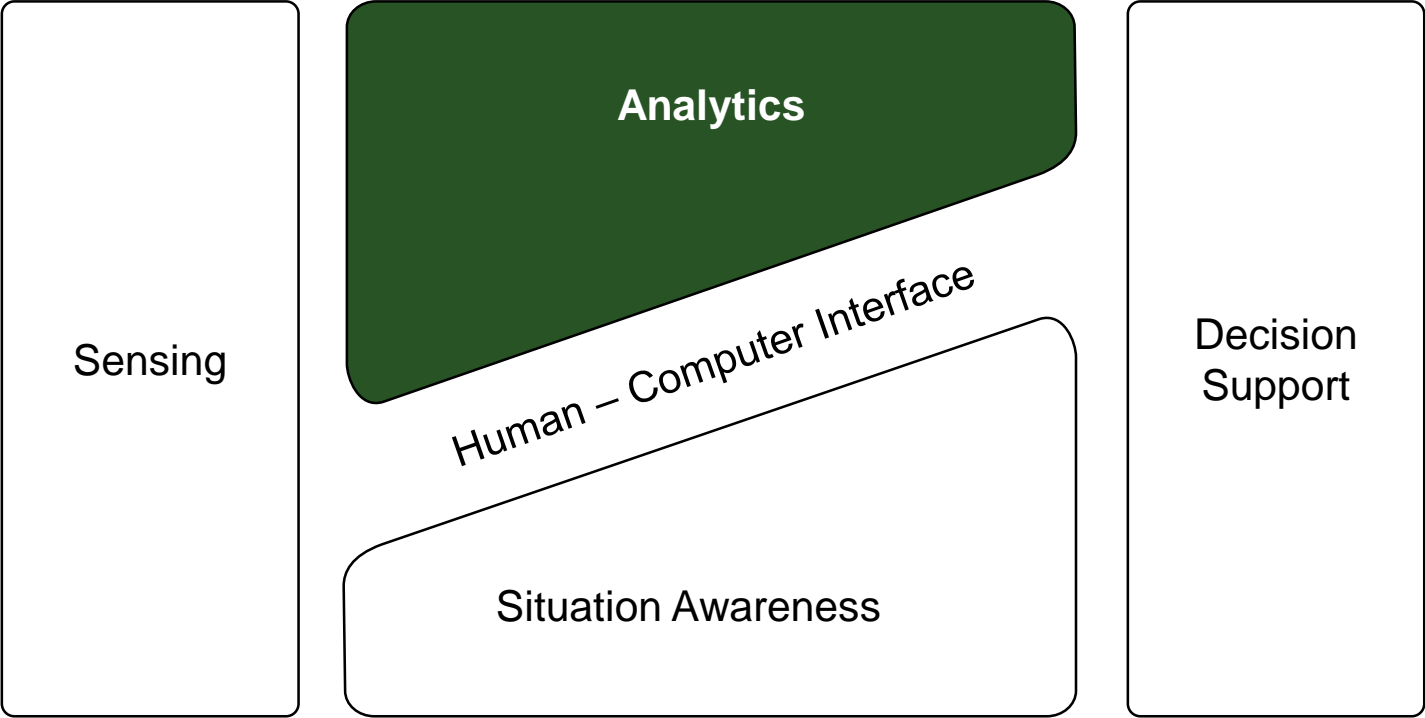 Sensing
Analytics
Human – Computer Interface
Situation Awareness
Decision
Support